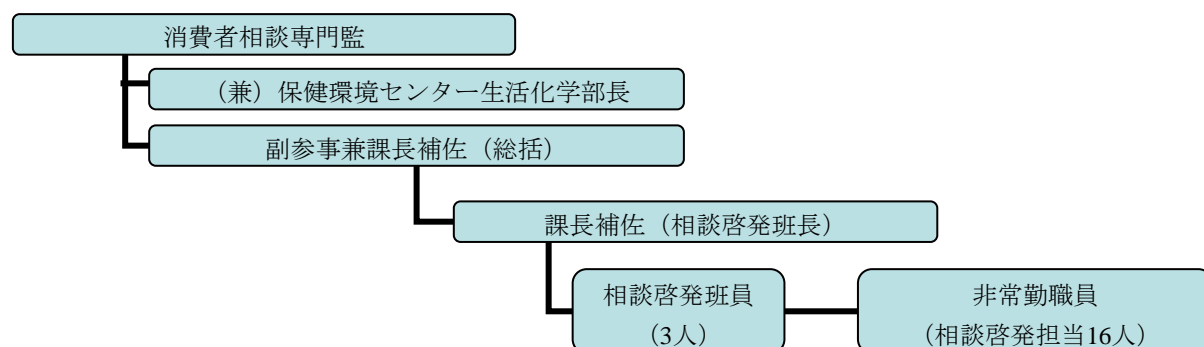 消費者相談専門監
（兼）保健環境センター生活化学部長
副参事兼課長補佐（総括）
課長補佐（相談啓発班長）
相談啓発班員
（3人）
非常勤職員
（相談啓発担当16人）